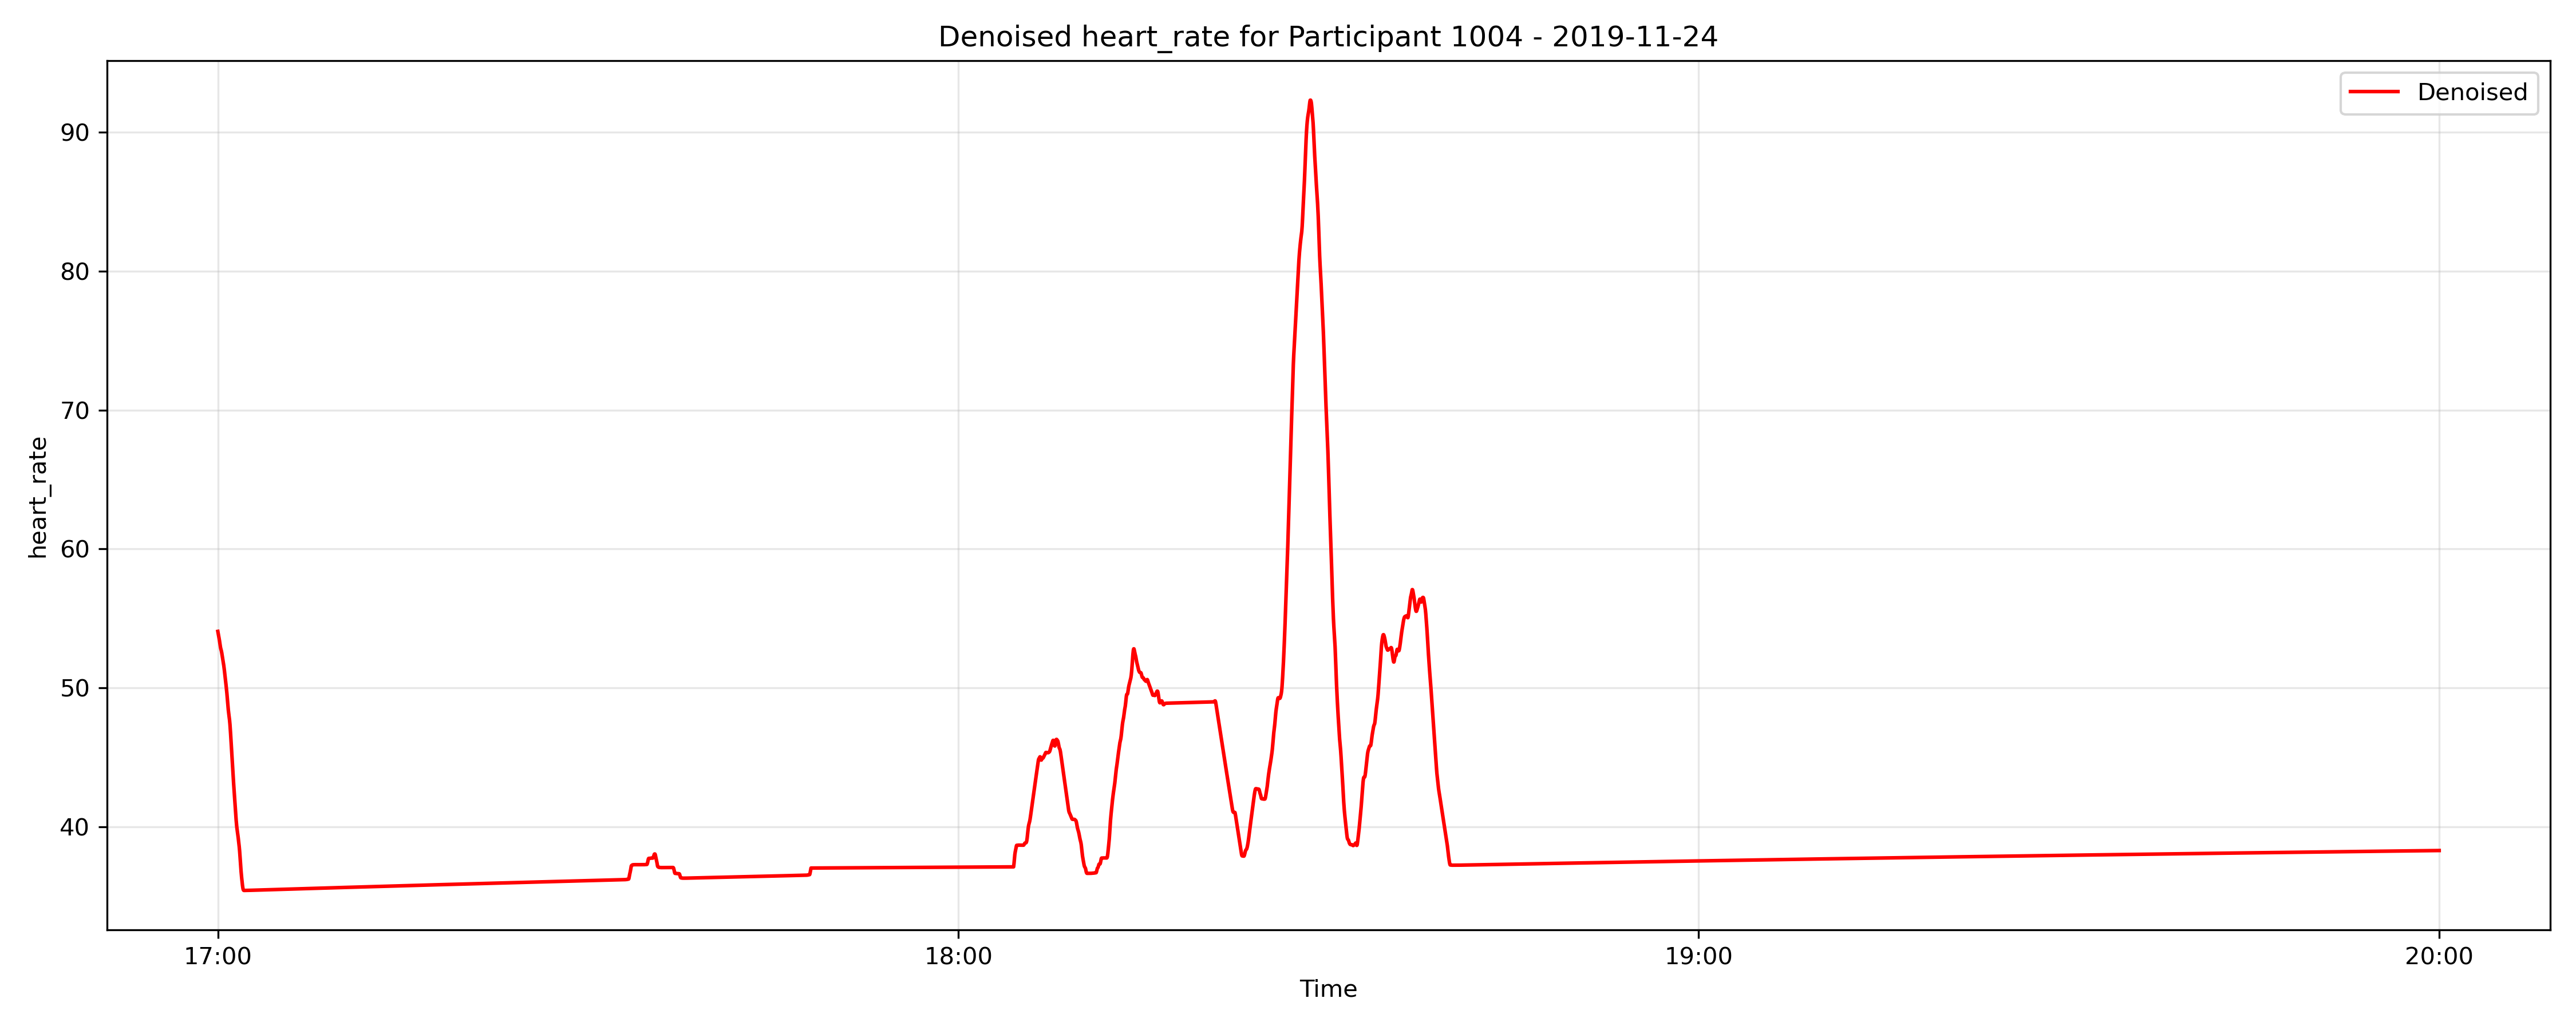 Denoised heart_rate for Participant 1004 - 2019-11-24
Denoised
90
80
70
60
50
40
heart_rate
17:00 18:00 19:00 20:00
Time